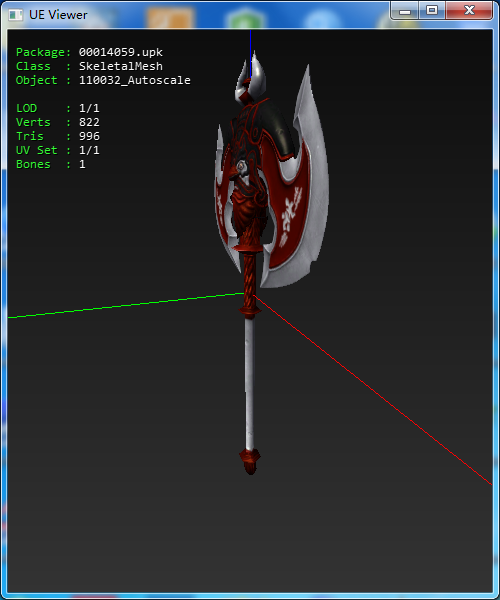 UE Viewer
Package: 00014059.upk
Class  : SkeletalMesh
Object : 110032_Autoscale
LOD    : 1/1
Verts  : 822
Tris   : 996
UV Set : 1/1
Bones  : 1